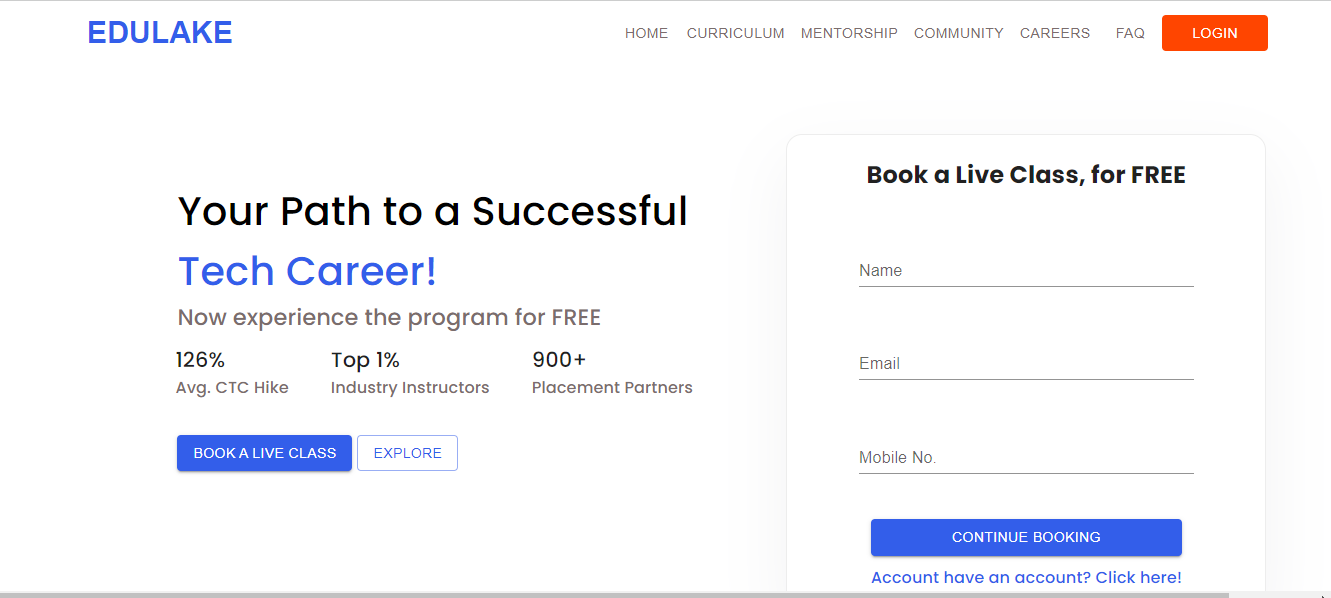 EDULAKE
HOME CURRICULUM MENTORSHIP COMMUNITY CAREERS FAQ LOGIN
Your Path to a Successful
Tech Career!
Now experience the program for FREE
126% Top 1% 900+
Avg. CTC Hike Industry Instructors Placement Partners
BOOK A LIVE CLASS EXPLORE
Book a Live Class, for FREE
Name
Email
Mobile No.
CONTINUE BOOKING
Account have an account? Click here!